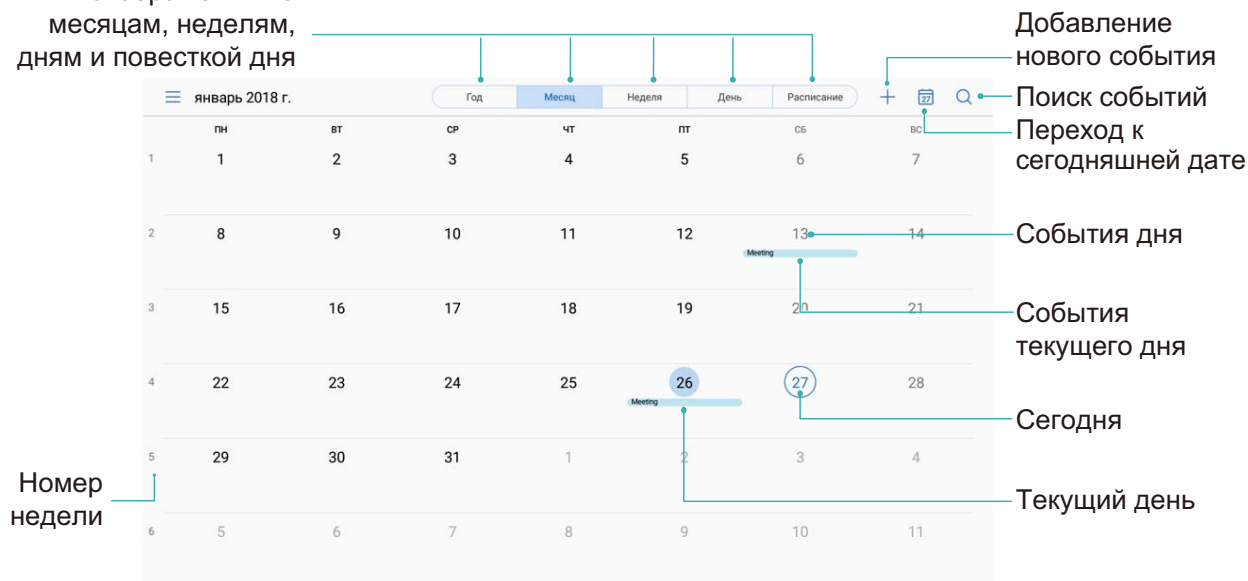 месяцам, неделям,
дням и повесткой дня
Добавление
нового события
Поиск событий
Переход к
сегодняшней дате
январь 2018 г.
Год Месяц Неделя День Расписание
27
ПН ВТ СР ЧТ ПТ СБ ВС
1 1 2 3 4 5 6 7
2 8 9 10 11 12 13 14
Meeting
События дня
3 15 16 17 18 19 20 21
События
текущего дня
4 22 23 24 25 26 27 28
Meeting
Сегодня
5 29 30 31 1 2 3 4
Номер
недели
Текущий день
6 5 6 7 8 9 10 11